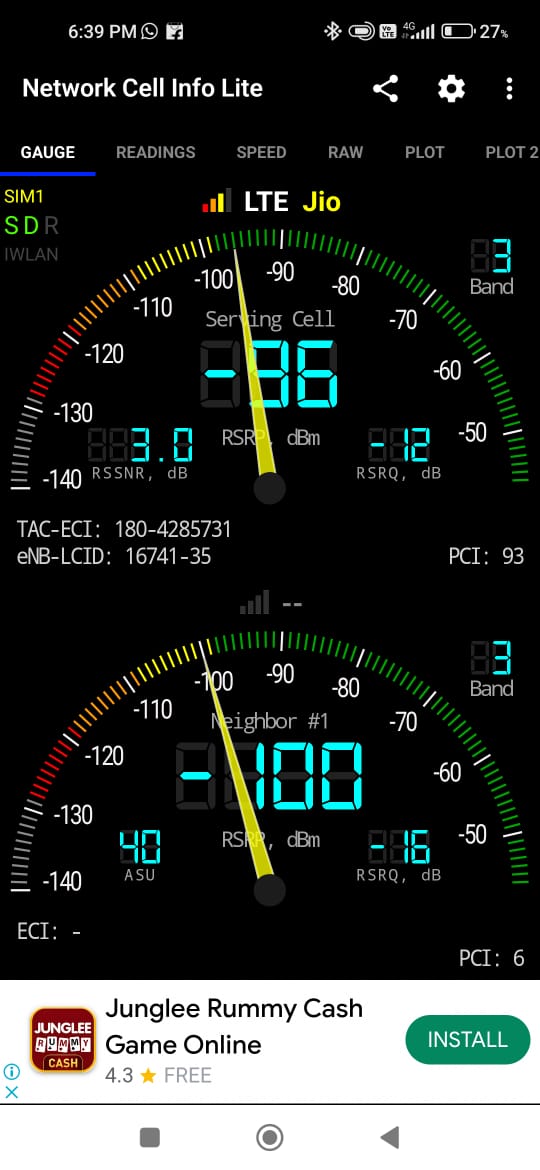 6:39 PM
Vo LTE
4G
27%
Network Cell Info Lite
GAUGE READINGS SPEED RAW PLOT PLOT 2
SIM1
SDR
IWLAN
LTE Jio
3
Band
-140 -130 -120 -110 -100 -90 -80 -70 -60 -50
Serving Cell
-96
RSRP, dBm
3.0
RSSNR, dB
-12
RSRQ, dB
TAC-ECI: 180-4285731
eNB-LCID: 16741-35
PCI: 93
--
3
Band
-140 -130 -120 -110 -100 -90 -80 -70 -60 -50
Neighbor #1
-100
RSRP, dBm
40
ASU
-16
RSRQ, dB
ECI: -
PCI: 6
JUNGLEE
RUMMY
CASH
Junglee Rummy Cash
Game Online
4.3 ★ FREE
INSTALL